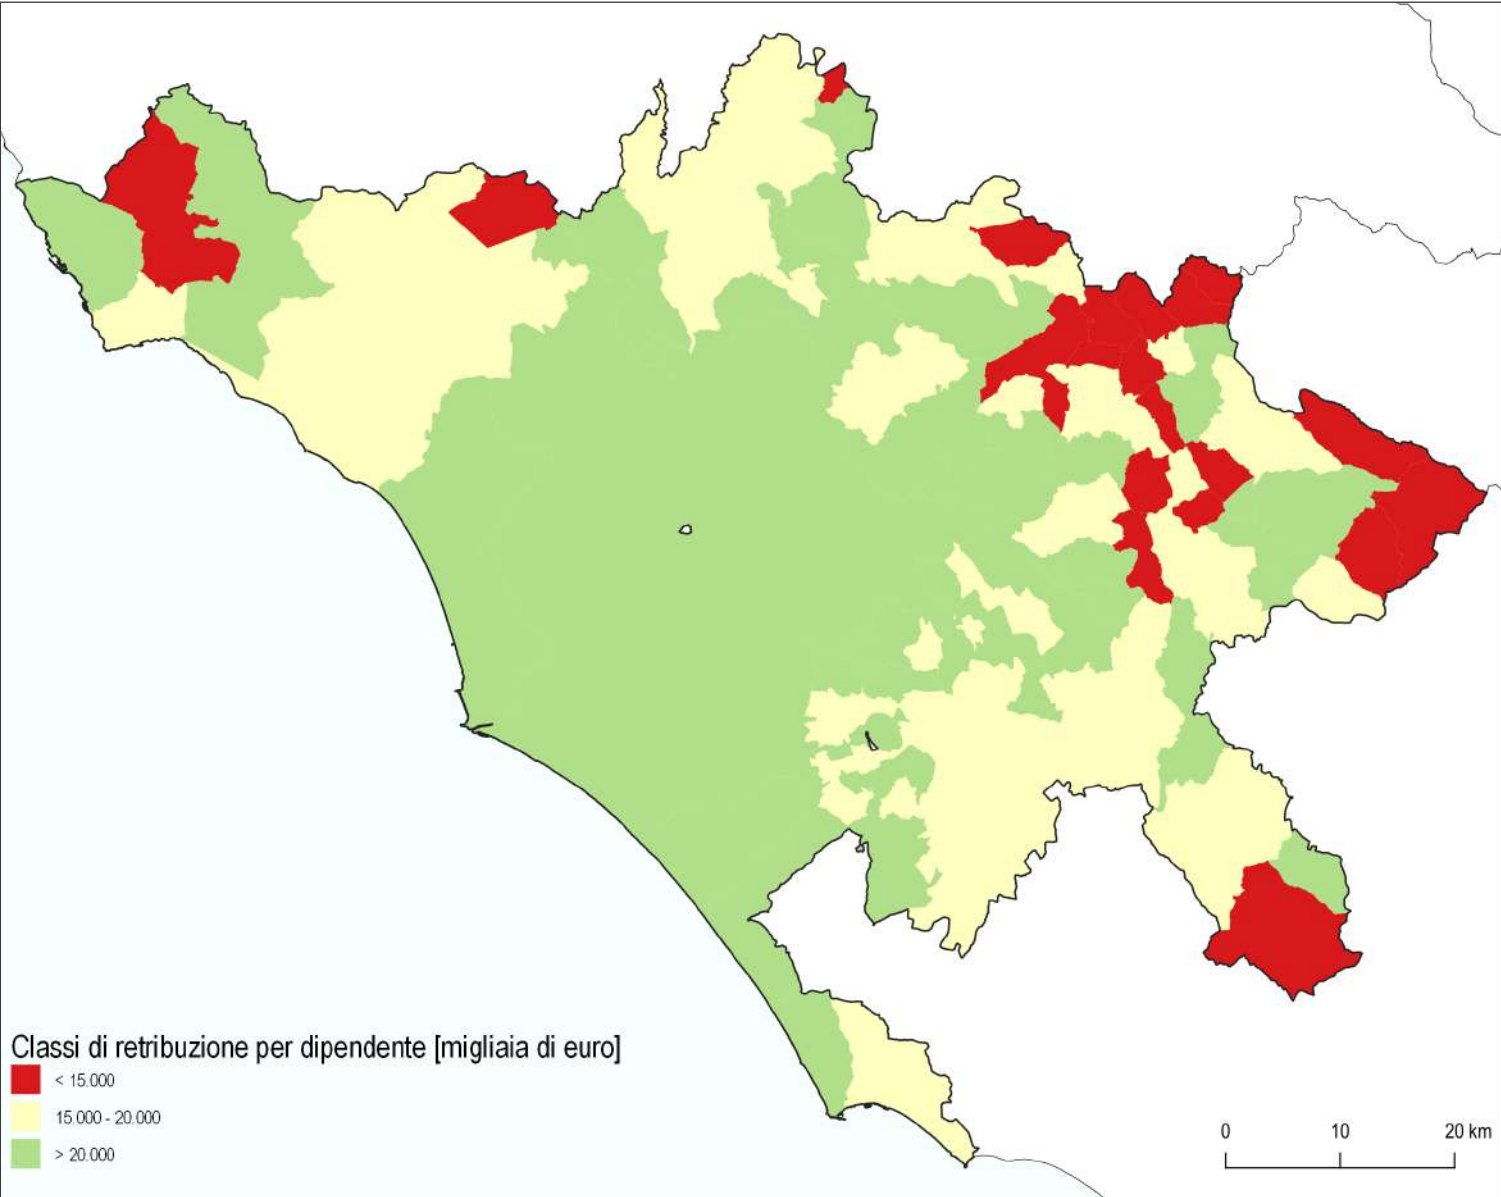 Classi di retribuzione per dipendente [migliaia di euro]
< 15.000
15.000 - 20.000
> 20.000
0 10 20 km